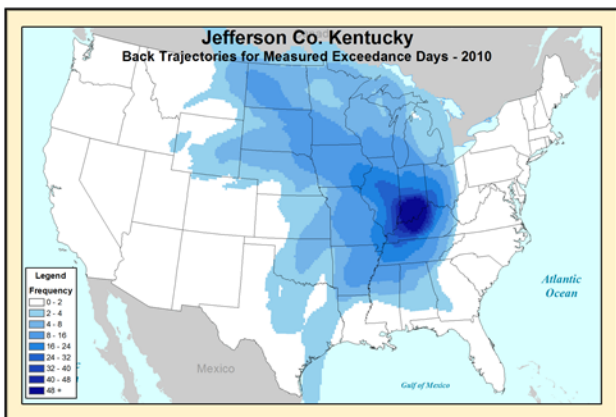 Jefferson Co. Kentucky
Back Trajectories for Measured Exceedance Days - 2010
Legend
Frequency
0 - 2
2 - 4
4 - 8
8 - 16
16 - 24
24 - 32
32 - 40
40 - 48
48 +
Atlantic
Ocean
Mexico
Gulf of Mexico